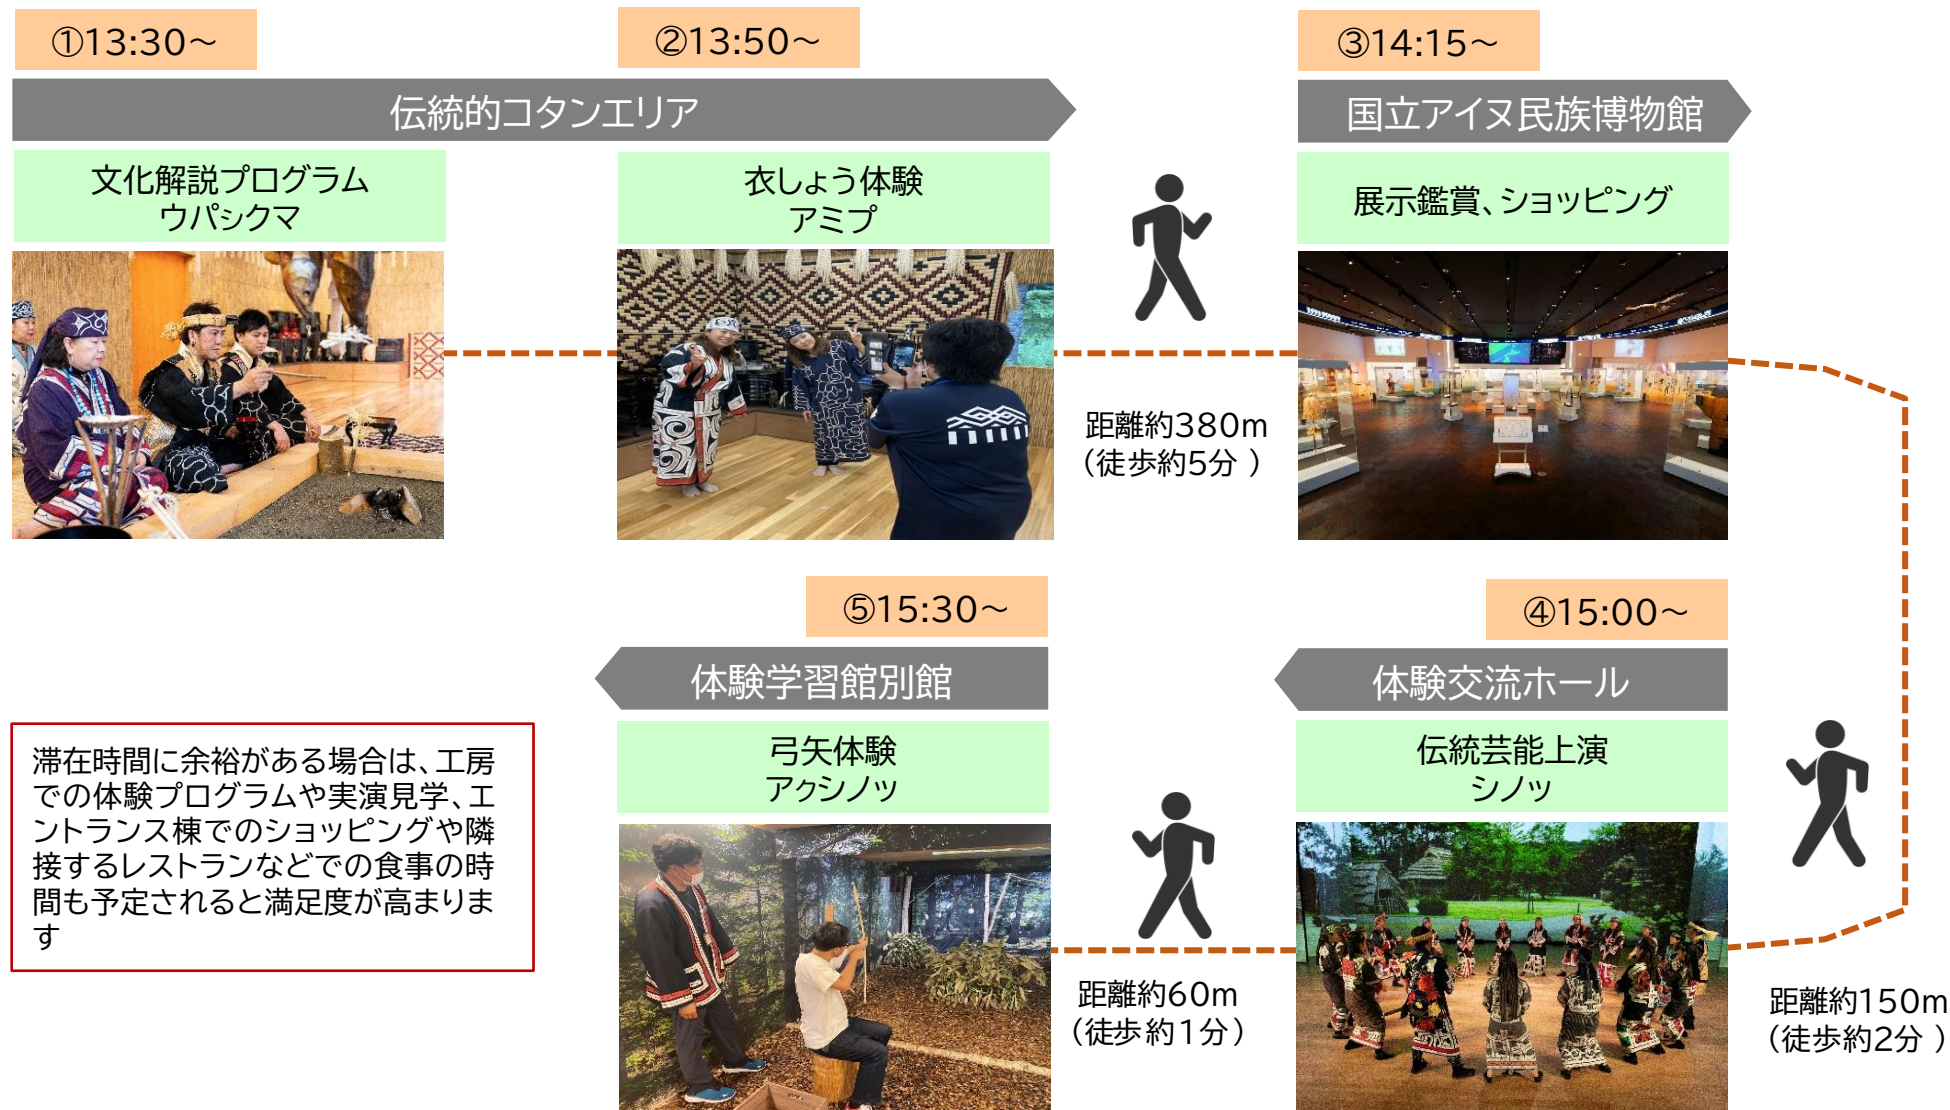 ①13:30～
②13:50～
③14:15～
伝統的コタンエリア
国立アイヌ民族博物館
文化解説プログラム
ウパㇱクマ
衣しょう体験
アミプ
展示鑑賞、ショッピング
距離約380m
（徒歩約5分 ）
⑤15:30～
④15:00～
体験学習館別館
体験交流ホール
弓矢体験
アㇰシノッ
伝統芸能上演
シノッ
滞在時間に余裕がある場合は、工房
での体験プログラムや実演見学、エ
ントランス棟でのショッピングや隣
接するレストランなどでの食事の時
間も予定されると満足度が高まりま
す
距離約60m
（徒歩約1分）
距離約150m
（徒歩約2分 ）